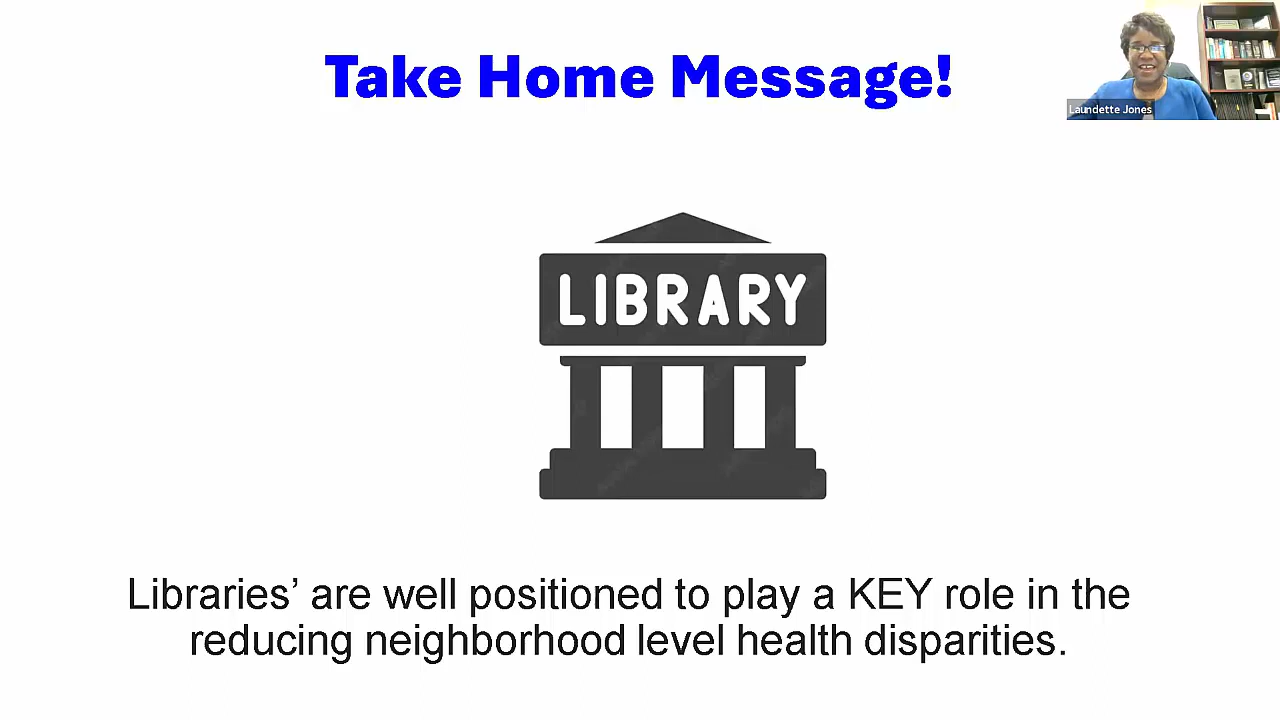 Take Home Message!
Laundette Jones
LIBRARY
Libraries’ are well positioned to play a KEY role in the
reducing neighborhood level health disparities.